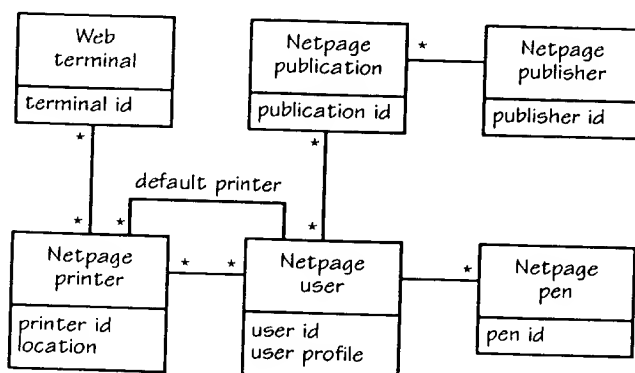 Web
terminal
terminal id
Netpage
publication
publication id
Netpage
publisher
publisher id
*
*
*
default printer
*
*
*
*
*
*
*
Netpage
printer
printer id
location
Netpage
user
user id
user profile
Netpage
pen
pen id